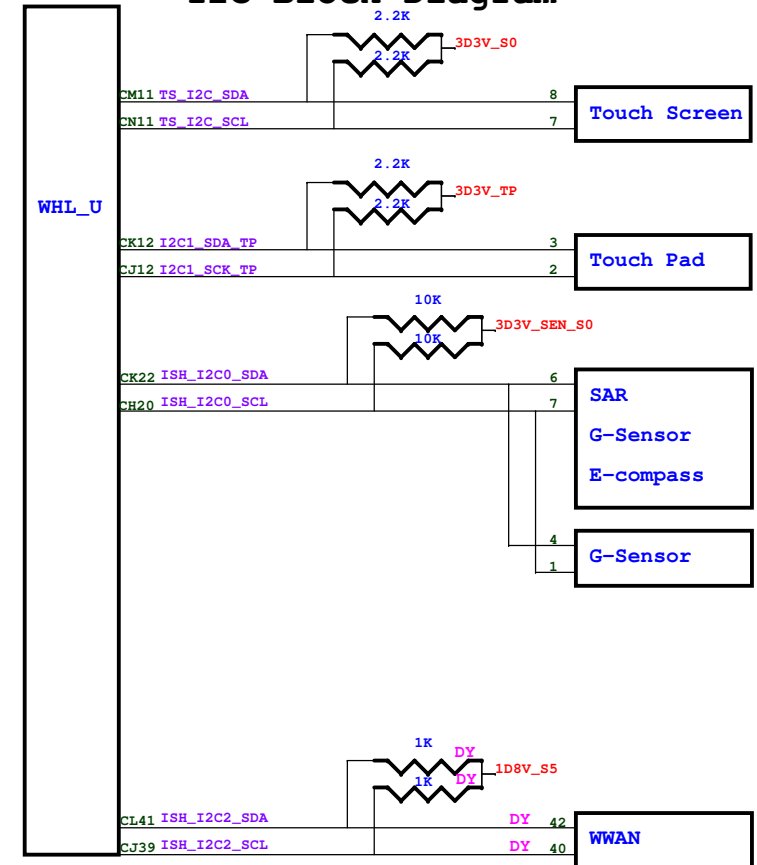 2.2K
3D3V_S0
2.2K
CM11 TS_I2C_SDA 8
Touch Screen
CN11 TS_I2C_SCL 7
2.2K
3D3V_TP
2.2K
WHL_U
CK12 I2C1_SDA_TP 3
Touch Pad
CJ12 I2C1_SCK_TP 2
10K
3D3V_SEN_S0
10K
CK22 ISH_I2C0_SDA 6
SAR
CH20 ISH_I2C0_SCL 7
G-Sensor
E-compass
4
G-Sensor
1
1K
DY
1D8V_S5
1K DY
CL41 ISH_I2C2_SDA DY 42
WWAN
CJ39 ISH_I2C2_SCL DY 40